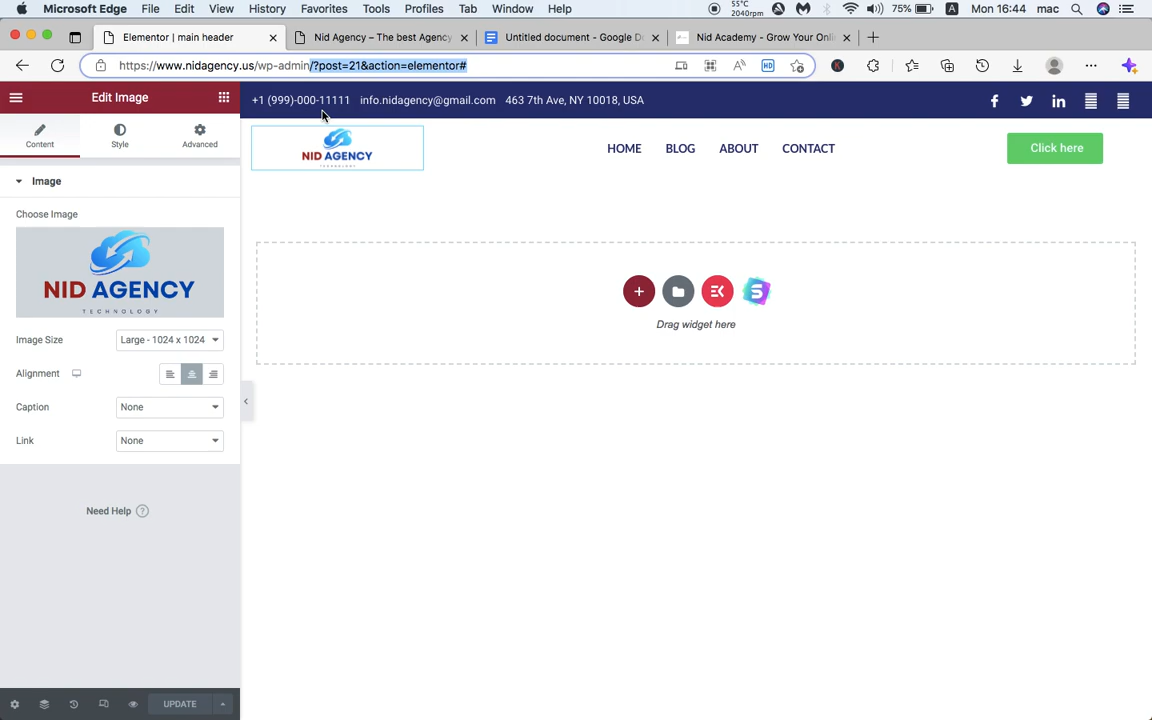 Microsoft Edge File Edit View History Favorites Tools Profiles Tab Window Help 55°C 2040rpm 75% A Mon 16:44 mac
Elementor | main header
Nid Agency – The best Agency
Untitled document - Google D
Nid Academy - Grow Your Onli
https://www.nidagency.us/wp-admin/?post=21&action=elementor#
Edit Image
Content Style Advanced
Image
Choose Image
NID AGENCY
TECHNOLOGY
Image Size Large - 1024 x 1024
Alignment
Caption None
Link None
Need Help ?
UPDATE
+1 (999)-000-11111 info.nidagency@gmail.com 463 7th Ave, NY 10018, USA
NID AGENCY
TECHNOLOGY
HOME BLOG ABOUT CONTACT
Click here
Drag widget here